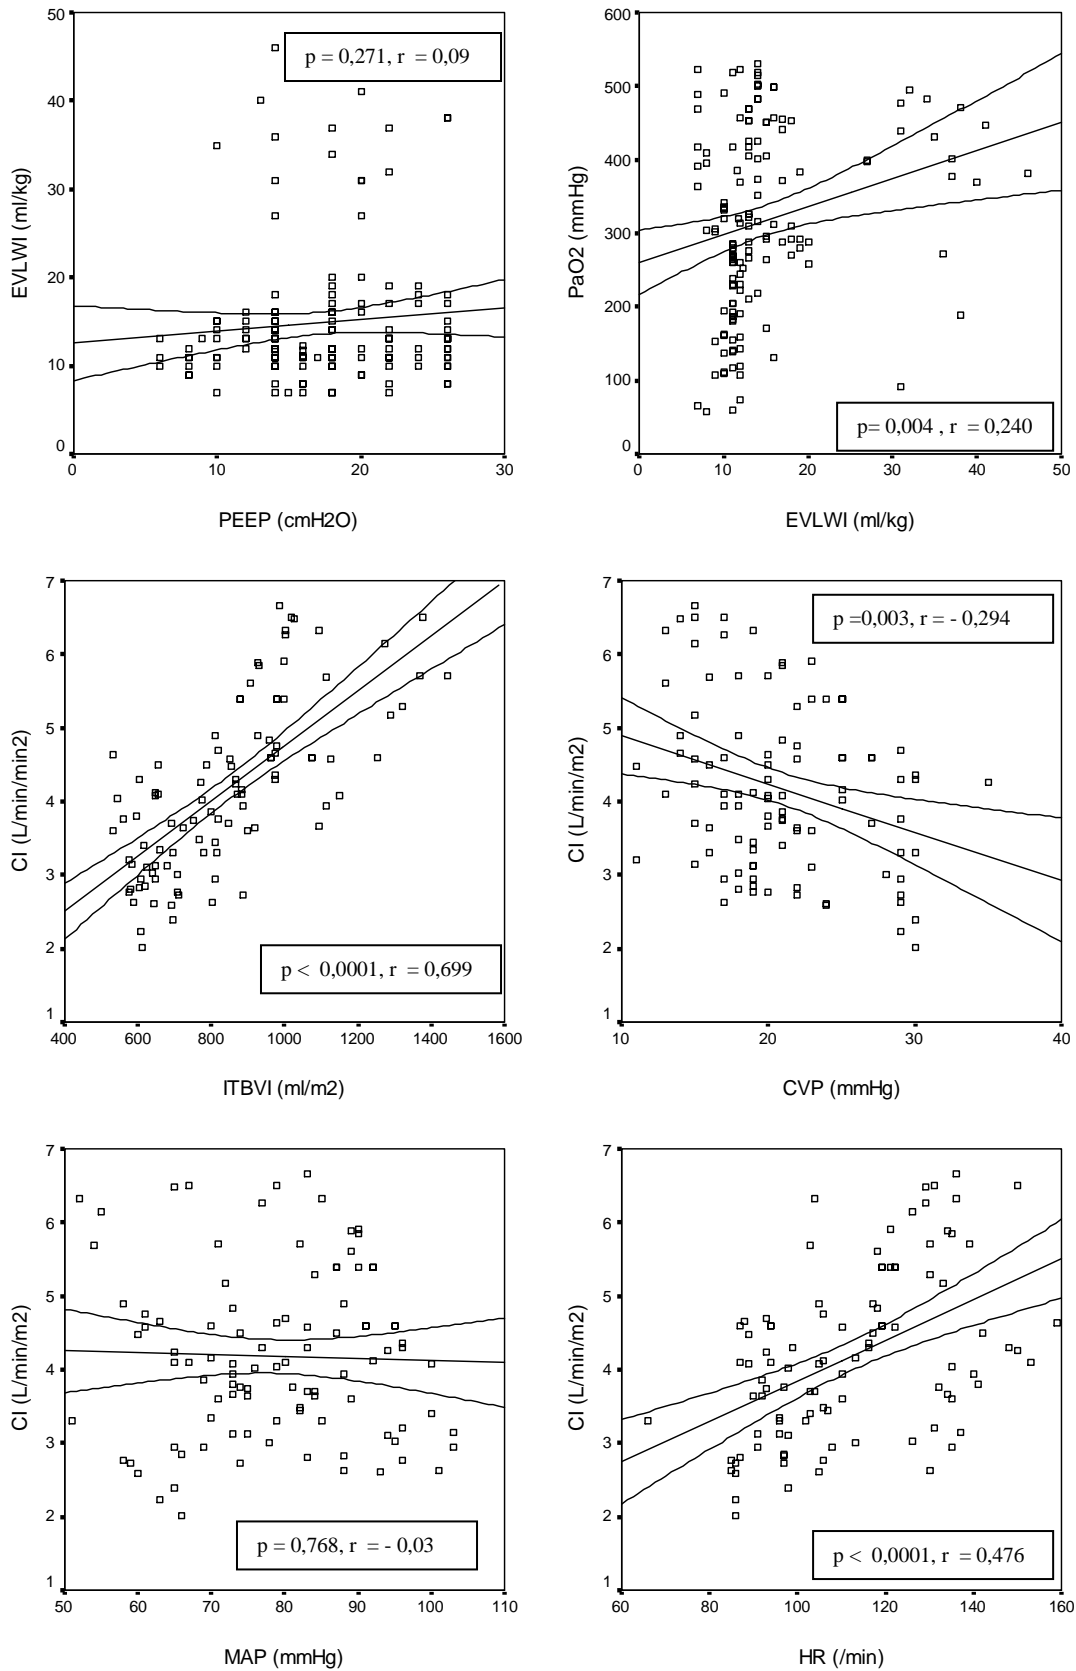 50
40
30
20
10
0
EVLWI (ml/kg)
p = 0,271, r = 0,09
0 10 20 30
PEEP (cmH2O)
600
500
400
300
200
100
0
PaO2 (mmHg)
p= 0,004 , r = 0,240
0 10 20 30 40 50
EVLWI (ml/kg)
7
6
5
4
3
2
1
CI (L/min/min2)
p < 0,0001, r = 0,699
400 600 800 1000 1200 1400 1600
ITBVI (ml/m2)
7
6
5
4
3
2
1
CI (L/min/m2)
p =0,003, r = - 0,294
10 20 30 40
CVP (mmHg)
7
6
5
4
3
2
1
CI (L/min/m2)
p = 0,768, r = - 0,03
50 60 70 80 90 100 110
MAP (mmHg)
7
6
5
4
3
2
1
CI (L/min/m2)
p < 0,0001, r = 0,476
60 80 100 120 140 160
HR (/min)